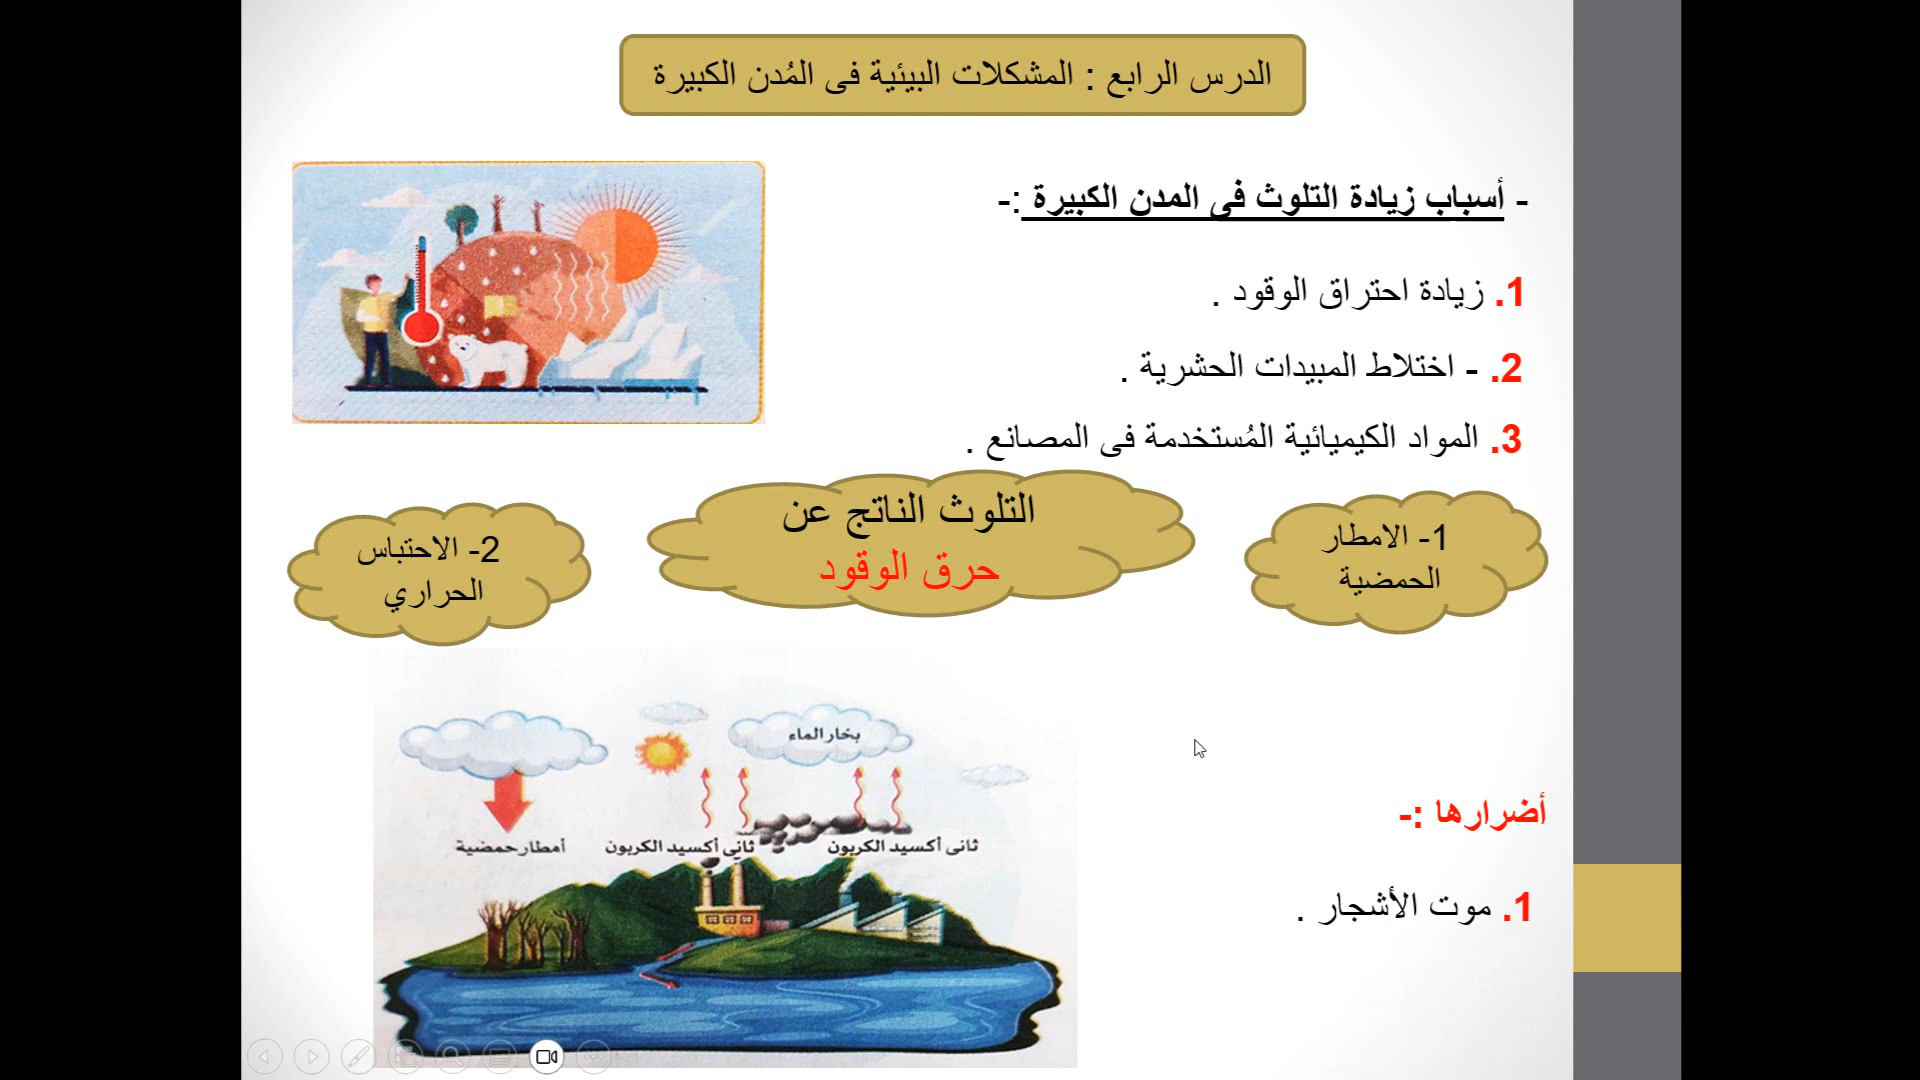 الدرس الرابع : المشكلات البيئية فى المُدن الكبيرة
- أسباب زيادة التلوث فى المدن الكبيرة :-
1. زيادة احتراق الوقود .
2. - اختلاط المبيدات الحشرية .
3. المواد الكيميائية المُستخدمة فى المصانع .
1- الامطار
الحمضية
التلوث الناتج عن
حرق الوقود
2- الاحتباس
الحراري
بخار الماء
ثانى أكسيد الكربون
ثانى أكسيد الكربون
أمطار حمضية
أضرارها :-
1. موت الأشجار .